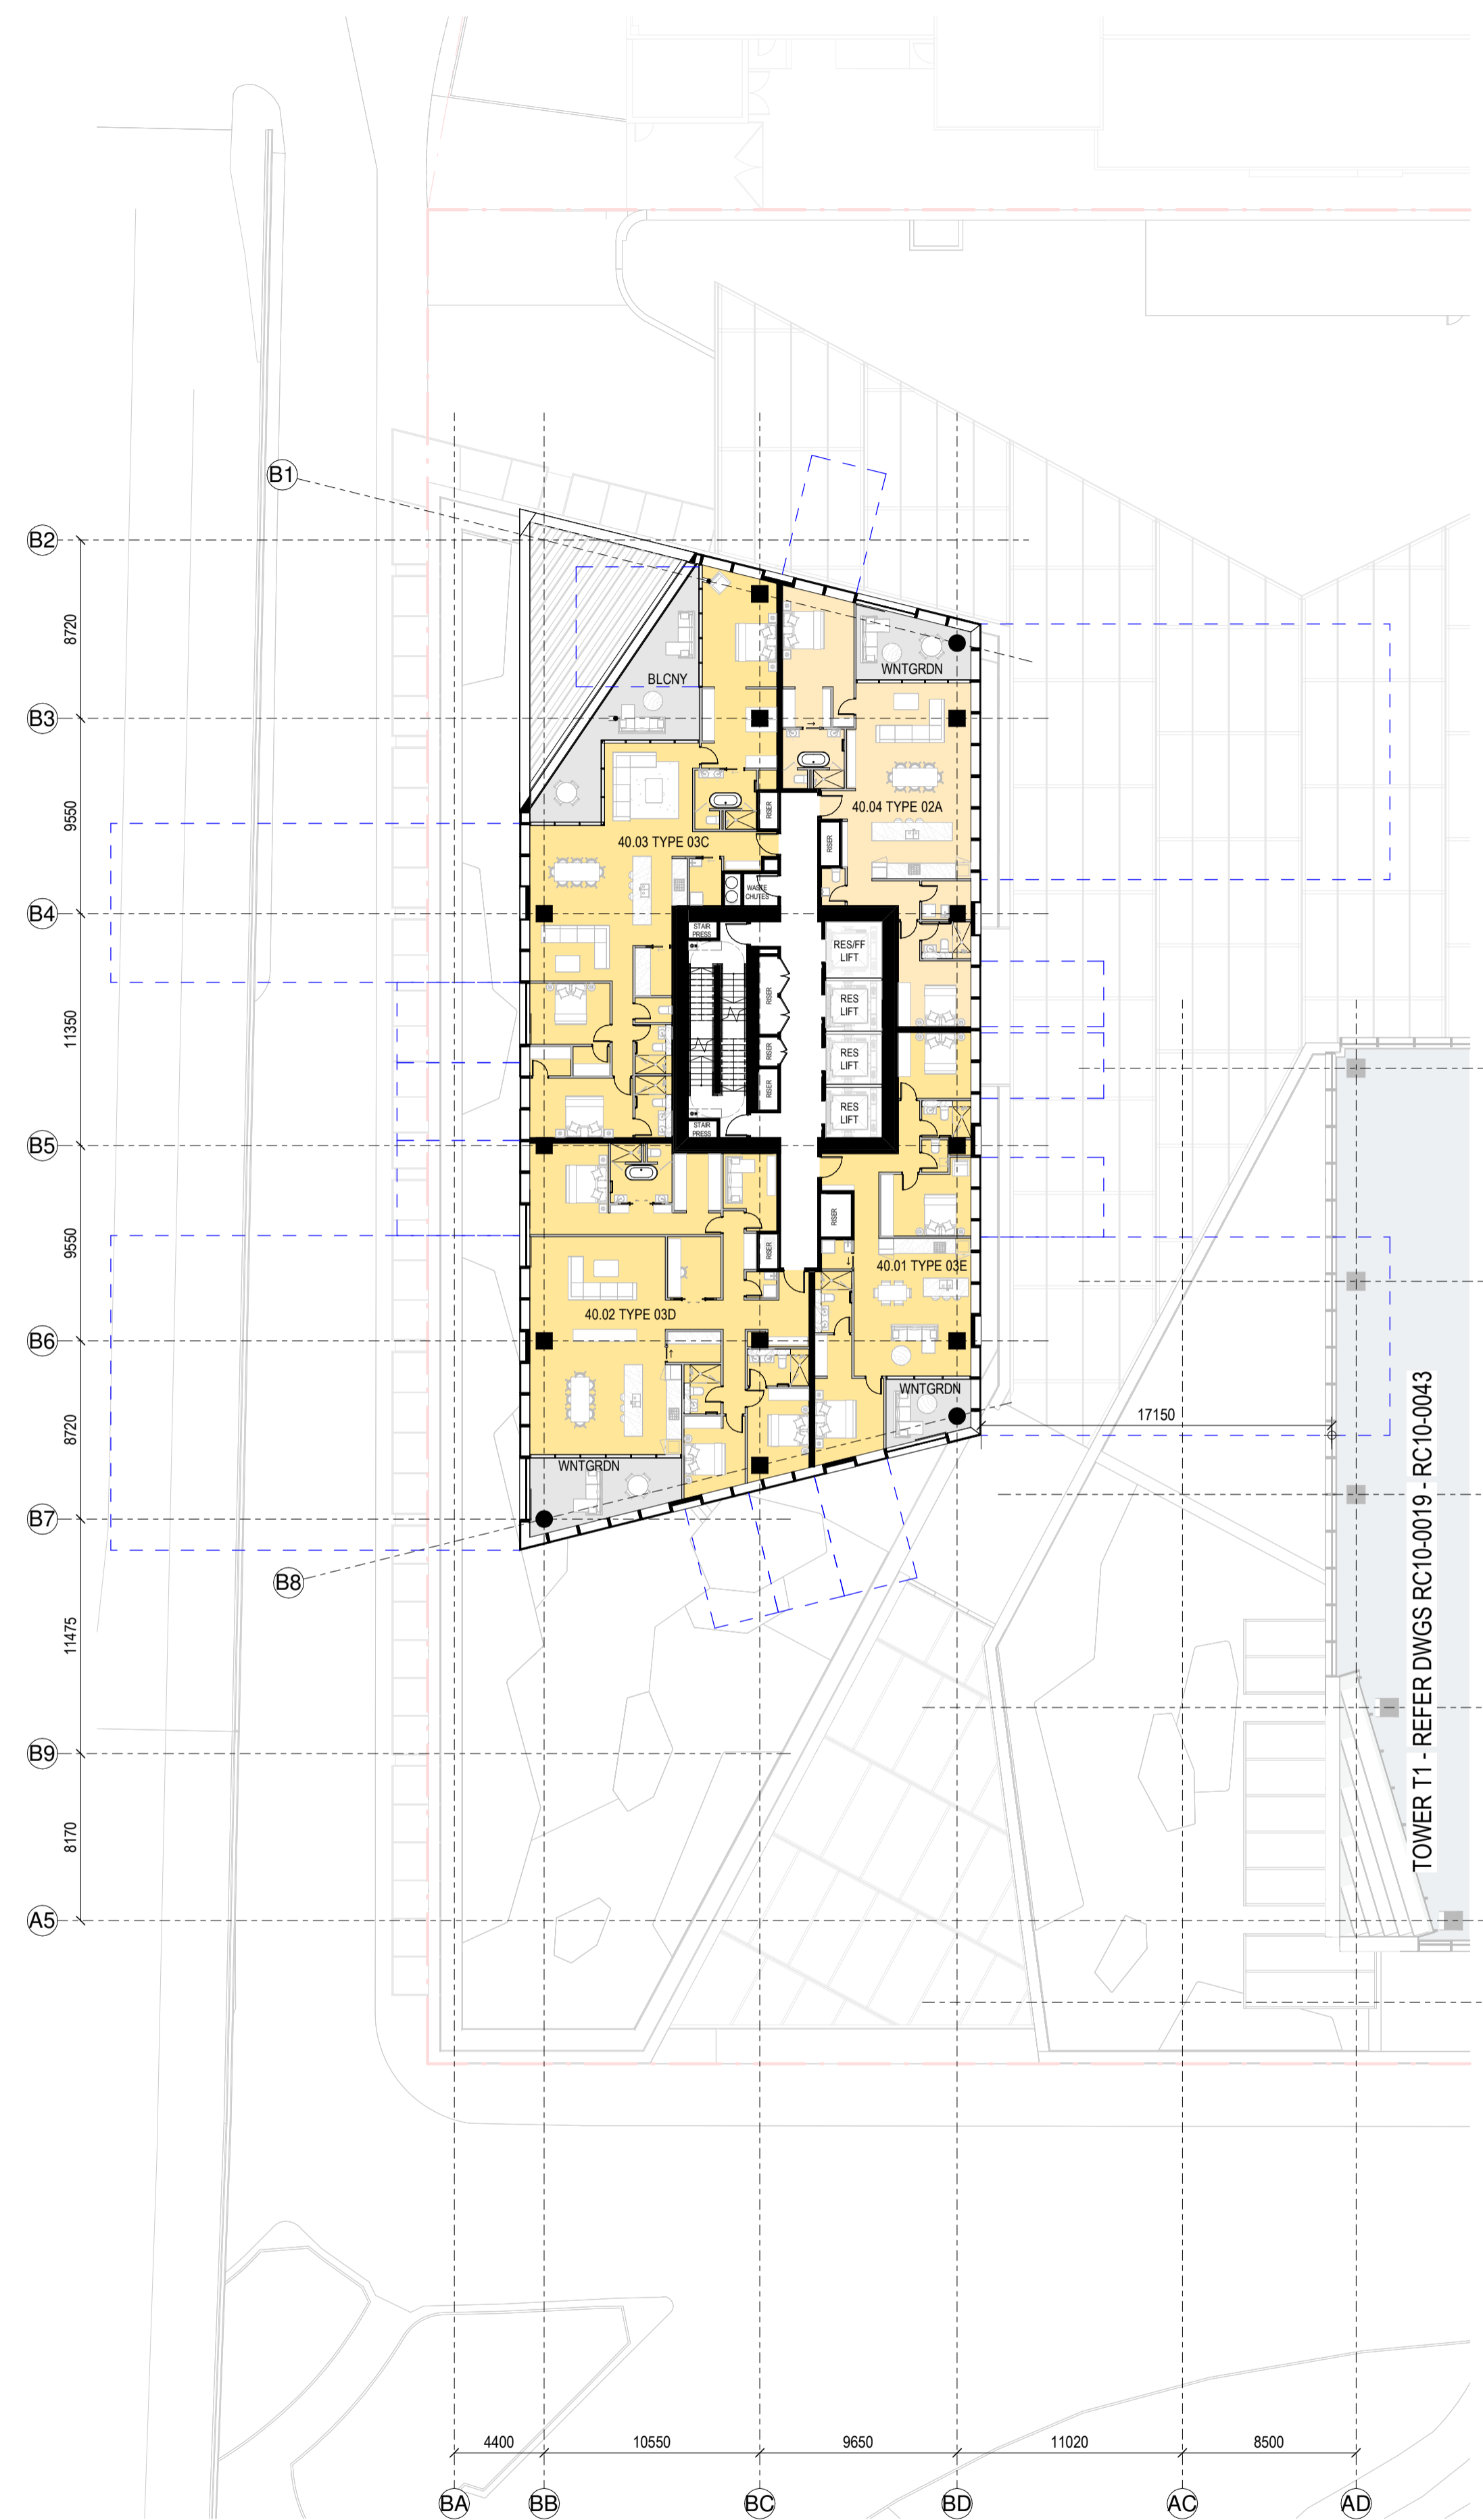 B1
B2
8720
WNTGRDN
BLCNY
B3
9550
RISER
40.04 TYPE 02A
40.03 TYPE 03C
RISER
WASTE
CHUTES
B4
STAIR
PRESS
RES/FF
LIFT
RISER
RES
LIFT
11350
RISER
RES
LIFT
RISER
RES
LIFT
STAIR
PRESS
B5
RISER
9550
RISER
40.01 TYPE 03E
40.02 TYPE 03D
B6
WNTGRDN
17150
8720
WNTGRDN
B7
B8
11475
TOWER T1 - REFER DWGS RC10-0019 - RC10-0043
B9
8170
A5
4400
10550
9650
11020
8500
BA
BB
BC
BD
AC
AD